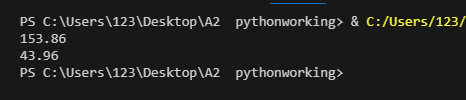 PS C:\Users\123\Desktop\A2  pythonworking> & C:/Users/123/
153.86
43.96
PS C:\Users\123\Desktop\A2  pythonworking>